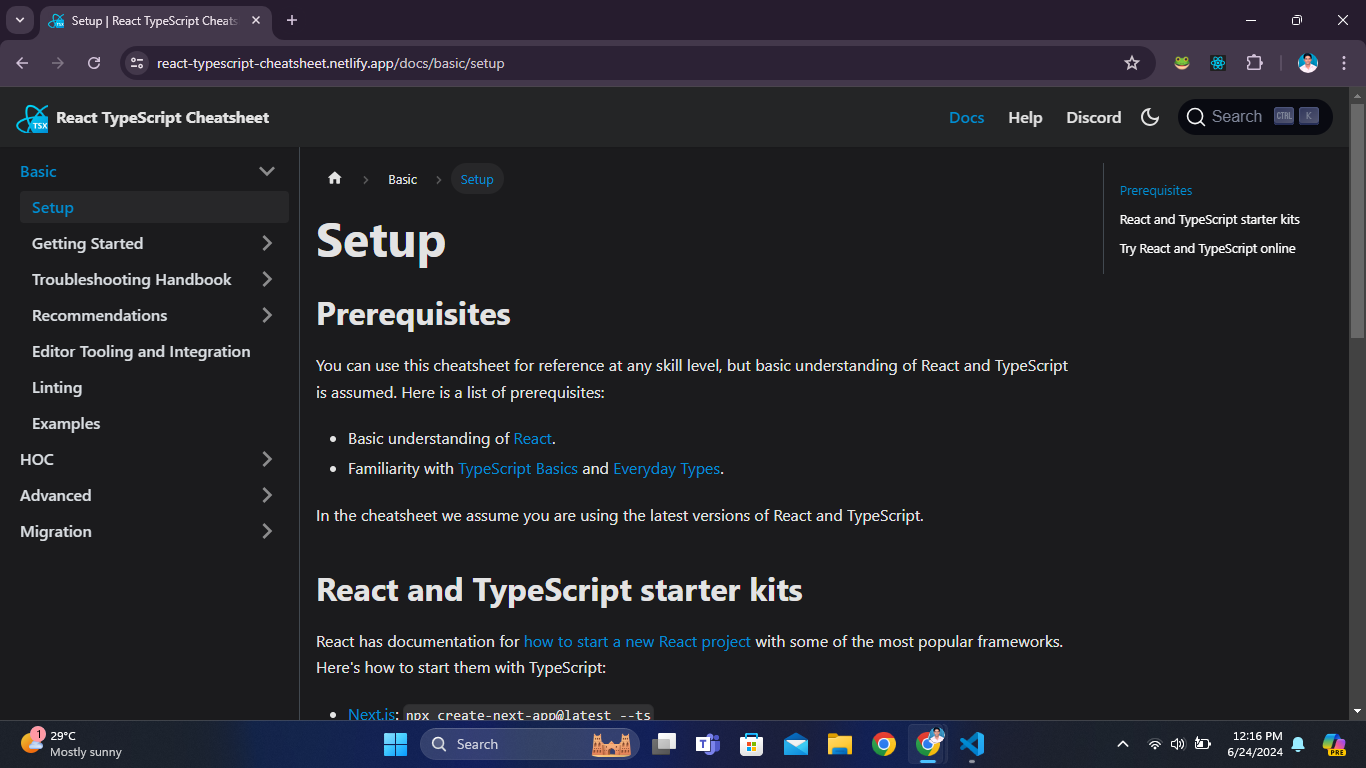 Setup | React TypeScript Cheats
react-typescript-cheatsheet.netlify.app/docs/basic/setup
TSX
React TypeScript Cheatsheet
Docs
Help
Discord
Search
CTRL
K
Basic
Setup
Getting Started
Troubleshooting Handbook
Recommendations
Editor Tooling and Integration
Linting
Examples
HOC
Advanced
Migration
Basic
Setup
Setup
Prerequisites
You can use this cheatsheet for reference at any skill level, but basic understanding of React and TypeScript
is assumed. Here is a list of prerequisites:
Basic understanding of React.
Familiarity with TypeScript Basics and Everyday Types.
In the cheatsheet we assume you are using the latest versions of React and TypeScript.
React and TypeScript starter kits
React has documentation for how to start a new React project with some of the most popular frameworks.
Here's how to start them with TypeScript:
Next.js: npx create-next-app@latest --ts
Prerequisites
React and TypeScript starter kits
Try React and TypeScript online
1
29°C
Mostly sunny
Search
12:16 PM
6/24/2024
PRE